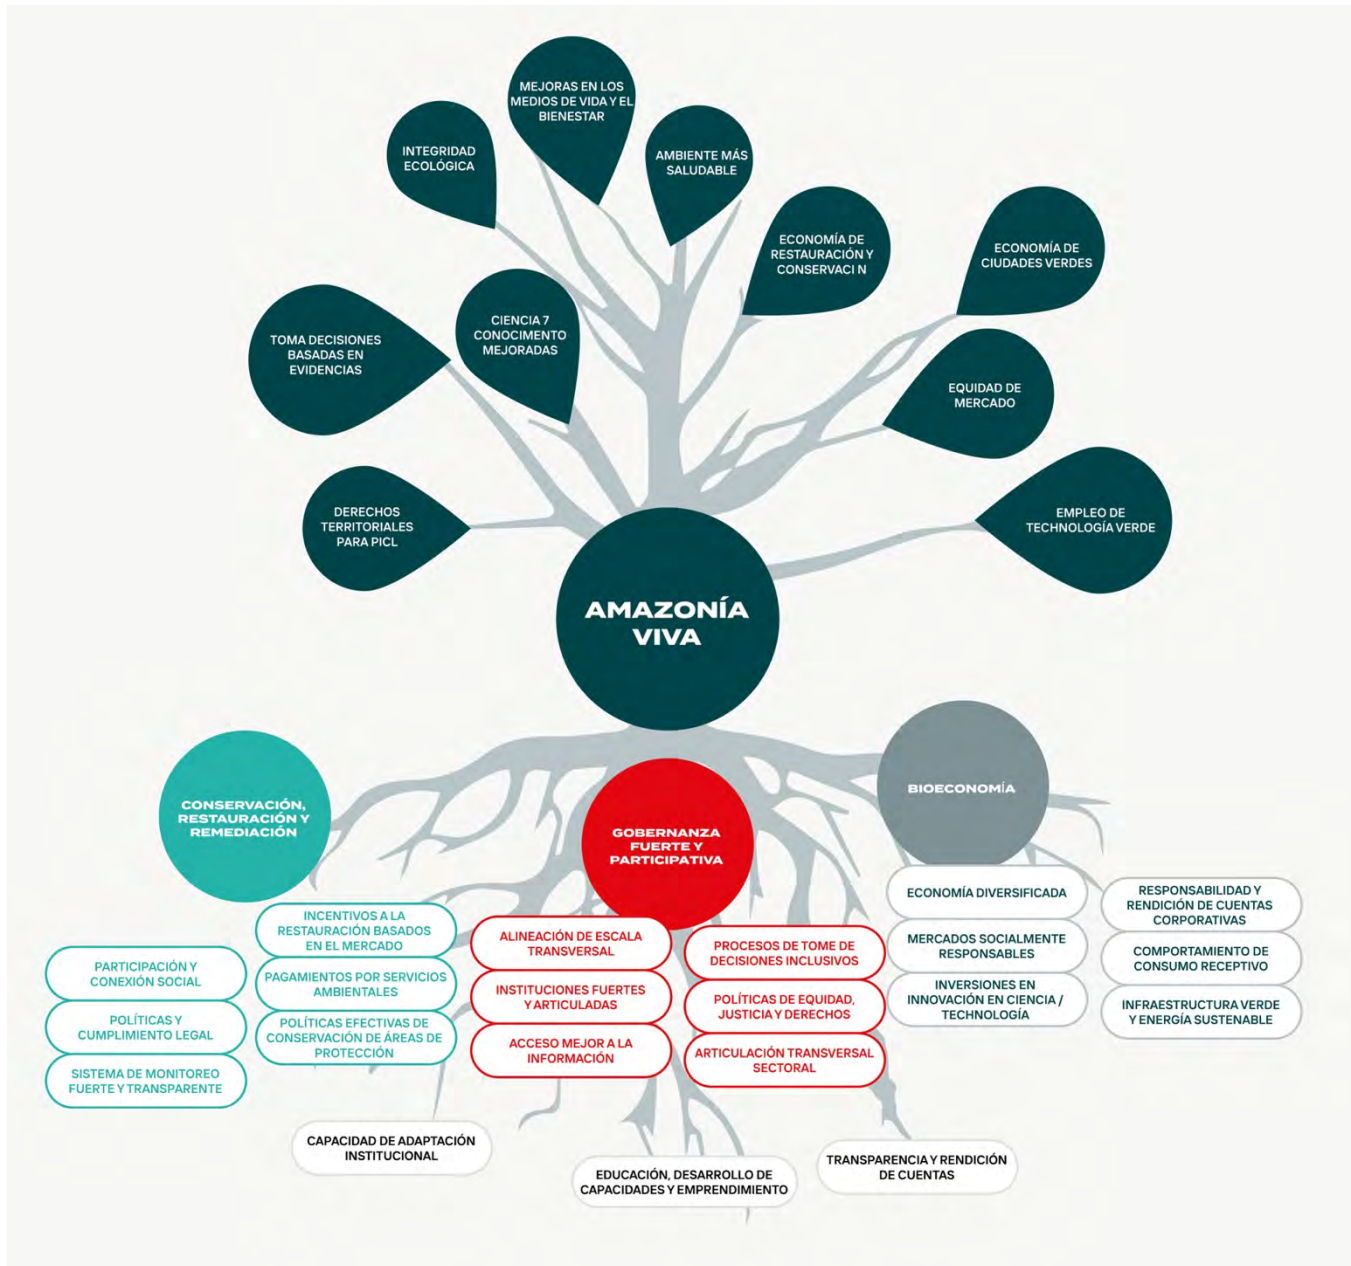 MEJORAS EN LOS
MEDIOS DE VIDA Y EL
BIENESTAR
INTEGRIDAD
ECOLÓGICA
AMBIENTE MÁS
SALUDABLE
ECONOMÍA DE
RESTAURACIÓN Y
CONSERVACI N
ECONOMÍA DE
CIUDADES VERDES
TOMA DECISIONES
BASADAS EN
EVIDENCIAS
CIENCIA 7
CONOCIMENTO
MEJORADAS
EQUIDAD DE
MERCADO
DERECHOS
TERRITORIALES
PARA PICL
EMPLEO DE
TECHNOLOGÍA VERDE
AMAZONÍA
VIVA
CONSERVACIÓN,
RESTAURACIÓN Y
REMEDIACIÓN
GOBERNANZA
FUERTE Y
PARTICIPATIVA
BIOECONOMÍA
PARTICIPACIÓN Y
CONEXIÓN SOCIAL
POLÍTICAS Y
CUMPLIMIENTO LEGAL
SISTEMA DE MONITOREO
FUERTE Y TRANSPARENTE
INCENTIVOS A LA
RESTAURACIÓN BASADOS
EN EL MERCADO
PAGAMIENTOS POR SERVICIOS
AMBIENTALES
POLÍTICAS EFECTIVAS DE
CONSERVACIÓN DE ÁREAS DE
PROTECCIÓN
ALINEACIÓN DE ESCALA
TRANSVERSAL
INSTITUCIONES FUERTES
Y ARTICULADAS
ACCESO MEJOR A LA
INFORMACIÓN
PROCESOS DE TOME DE
DECISIONES INCLUSIVOS
POLÍTICAS DE EQUIDAD,
JUSTICIA Y DERECHOS
ARTICULACIÓN TRANSVERSAL
SECTORAL
ECONOMÍA DIVERSIFICADA
MERCADOS SOCIALMENTE
RESPONSABLES
INVERSIONES EN
INNOVACIÓN EN CIENCIA /
TECHNOLOGÍA
RESPONSABILIDAD Y
RENDICIÓN DE CUENTAS
CORPORATIVAS
COMPORTAMIENTO DE
CONSUMO RECEPTIVO
INFRAESTRUCTURA VERDE
Y ENERGÍA SUSTENABLE
CAPACIDAD DE ADAPTACIÓN
INSTITUCIONAL
EDUCACIÓN, DESARROLLO DE
CAPACIDADES Y EMPRENDIMIENTO
TRANSPARENCIA Y RENDICIÓN
DE CUENTAS